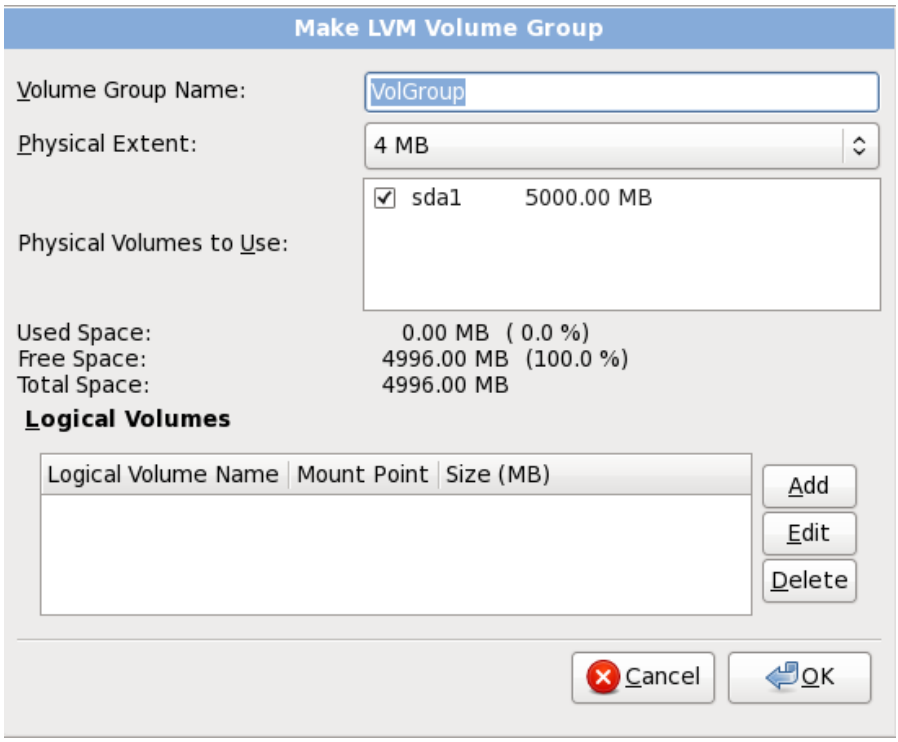 Make LVM Volume Group
Volume Group Name: VolGroup
Physical Extent: 4 MB
sda1 5000.00 MB
Physical Volumes to Use:
Used Space: 0.00 MB ( 0.0 %)
Free Space: 4996.00 MB (100.0 %)
Total Space: 4996.00 MB
Logical Volumes
Logical Volume Name Mount Point Size (MB)
Add
Edit
Delete
Cancel OK